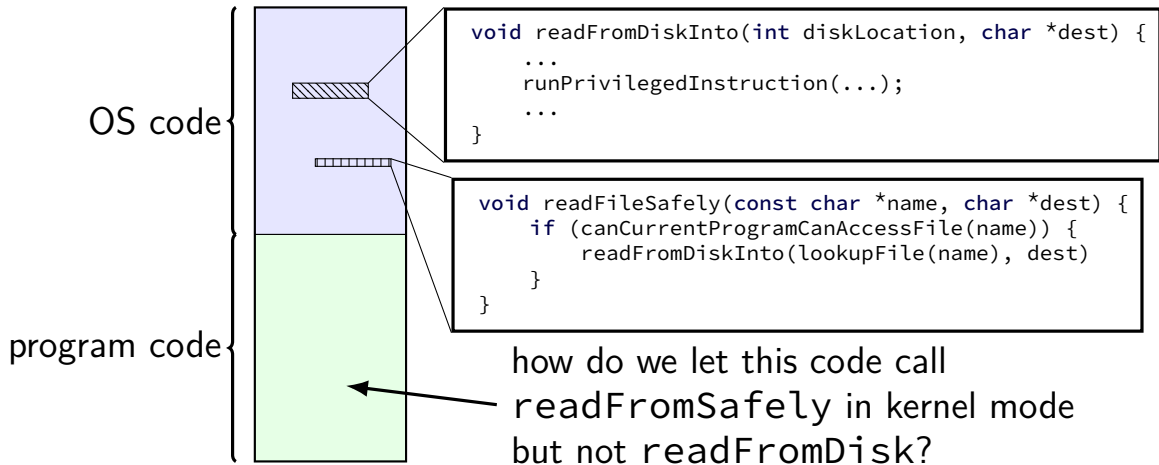 OS code
program code
void readFromDiskInto(int diskLocation, char *dest) {
...
runPrivilegedInstruction(...);
...
}
void readFileSafely(const char *name, char *dest) {
if (canCurrentProgramCanAccessFile(name)) {
readFromDiskInto(lookupFile(name), dest)
}
}
how do we let this code call
readFromSafely in kernel mode
but not readFromDisk?